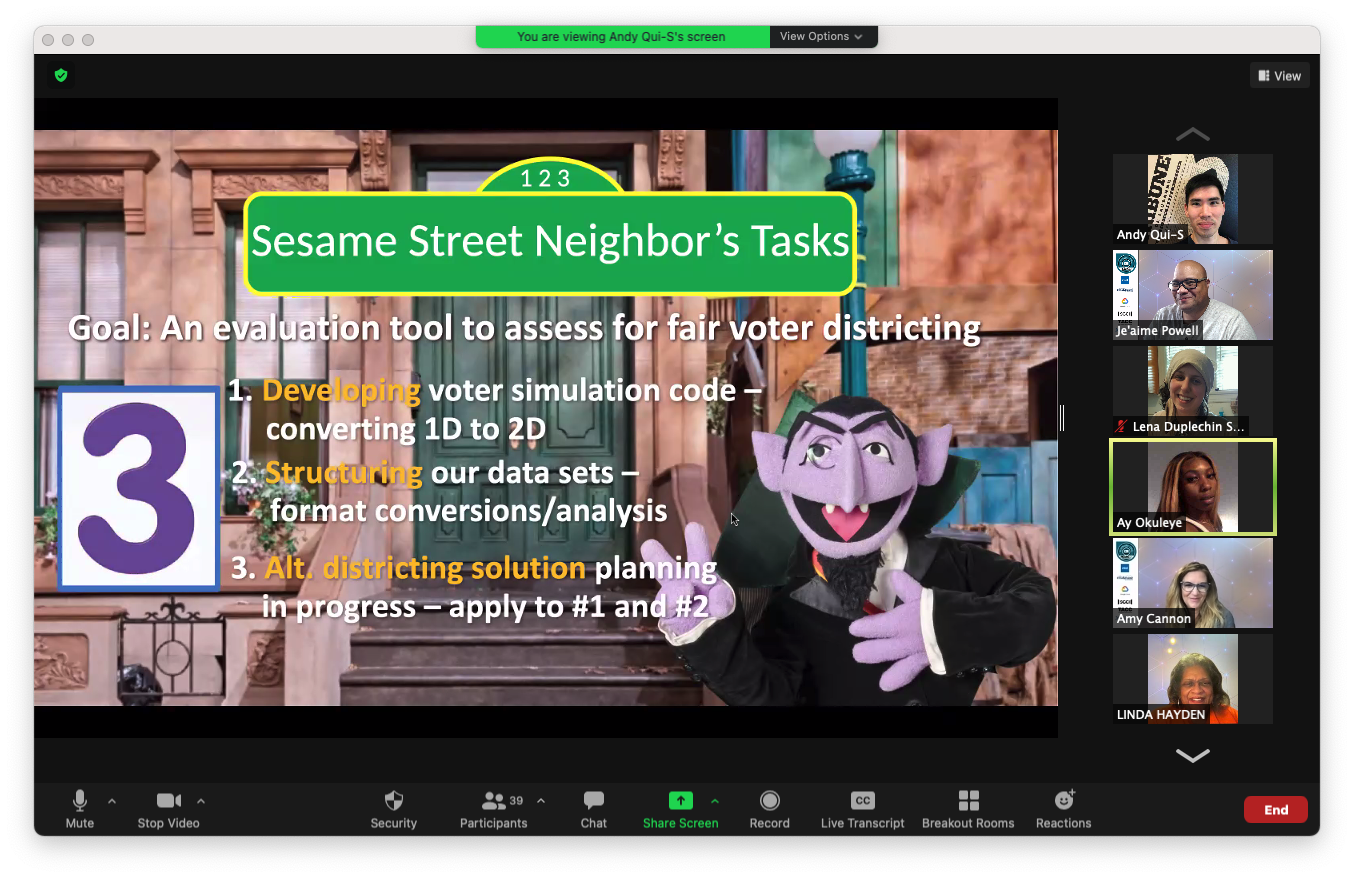 You are viewing Andy Qui-S's screen
View Options
View
1 2 3
Sesame Street Neighbor’s Tasks
Goal: An evaluation tool to assess for fair voter districting
1. Developing voter simulation code –
converting 1D to 2D
2. Structuring our data sets –
format conversions/analysis
3. Alt. districting solution planning
in progress – apply to #1 and #2
3
TRIBUNE
Andy Qui-S
Je'aime Powell
Lena Duplechin S...
Ay Okuleye
Amy Cannon
LINDA HAYDEN
Mute
Stop Video
Security
39
Participants
Chat
Share Screen
Record
CC
Live Transcript
Breakout Rooms
Reactions
End